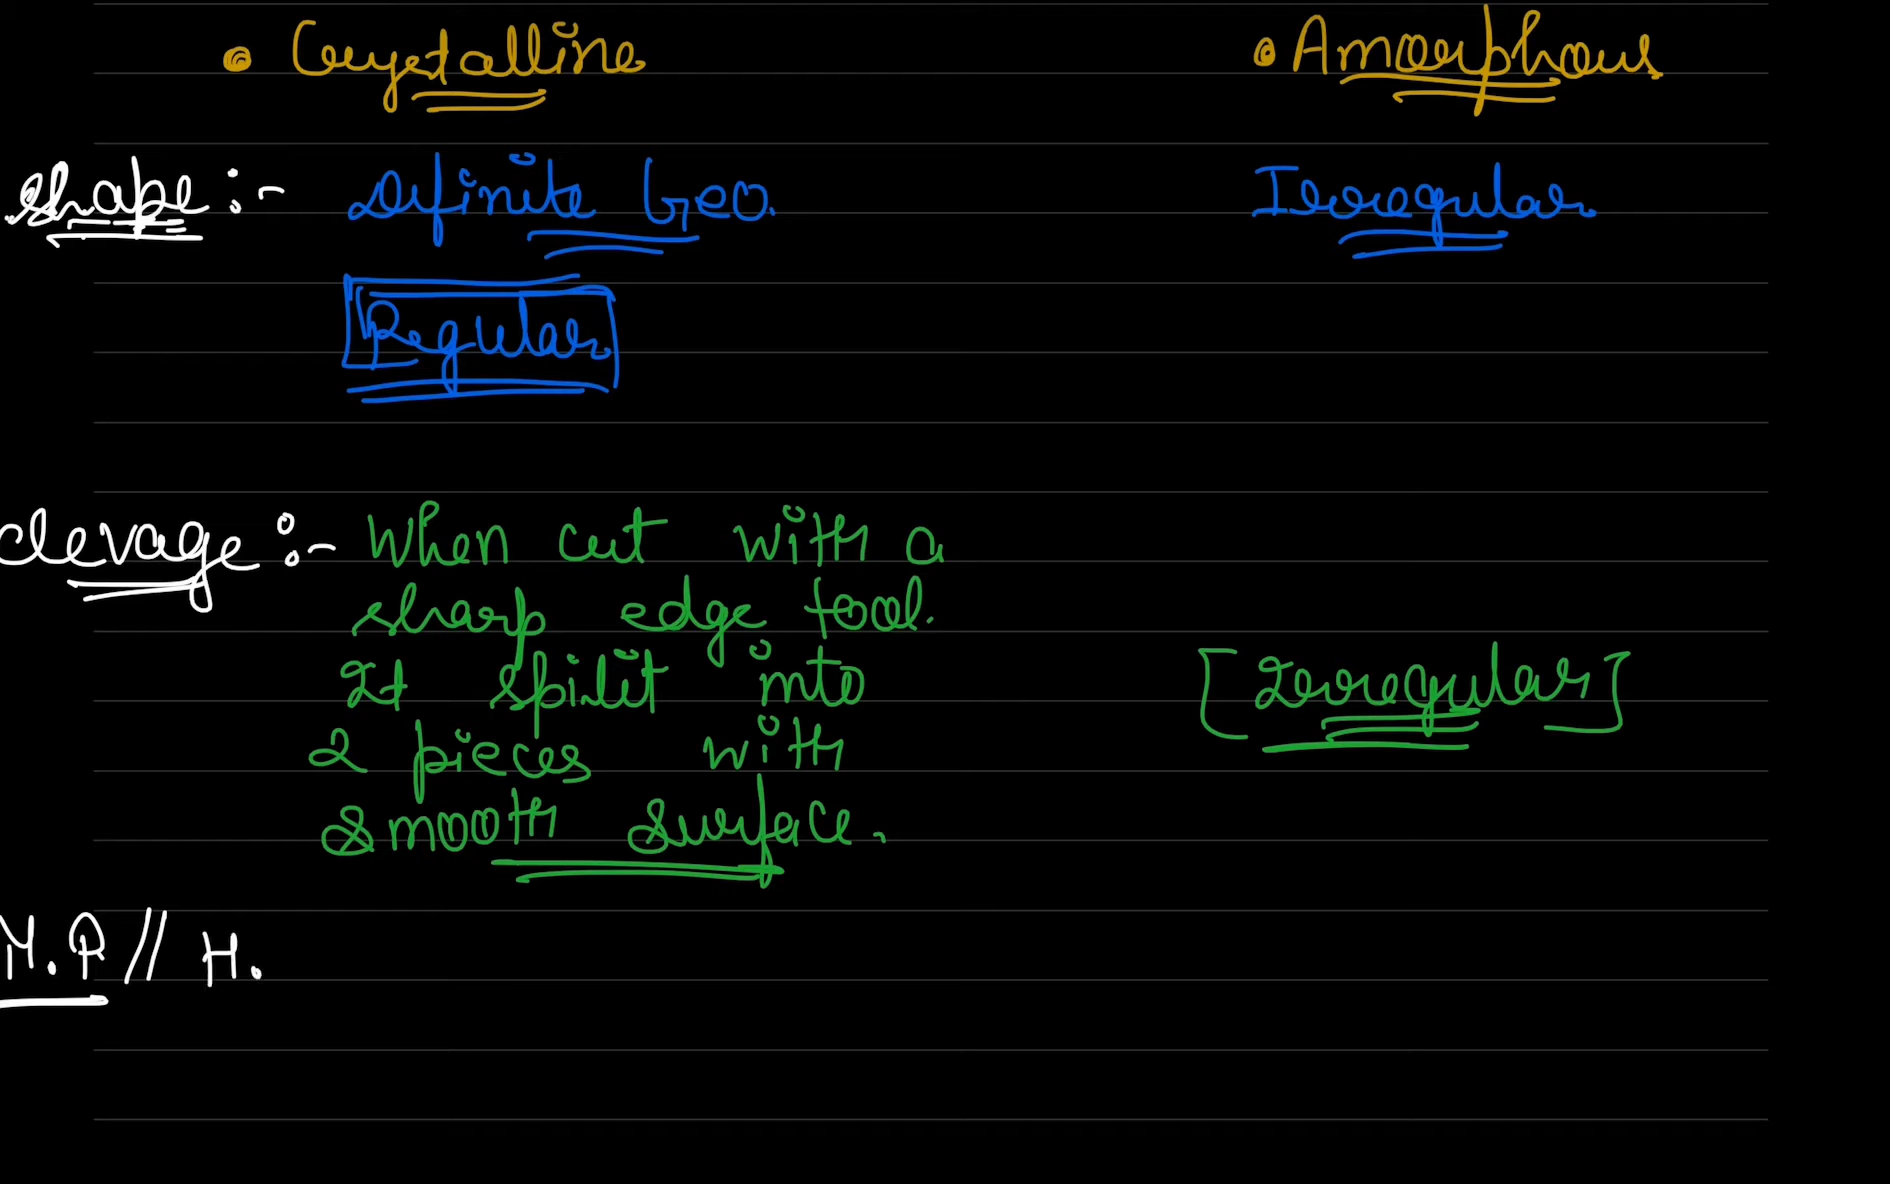 • Crystalline • Amorphous
Shape :- Definite Geo. Irregular
Regular
clevage :- When cut with a
sharp edge tool.
It spilit into [Irregular]
2 pieces with
Smooth Surface.
M.P // H.